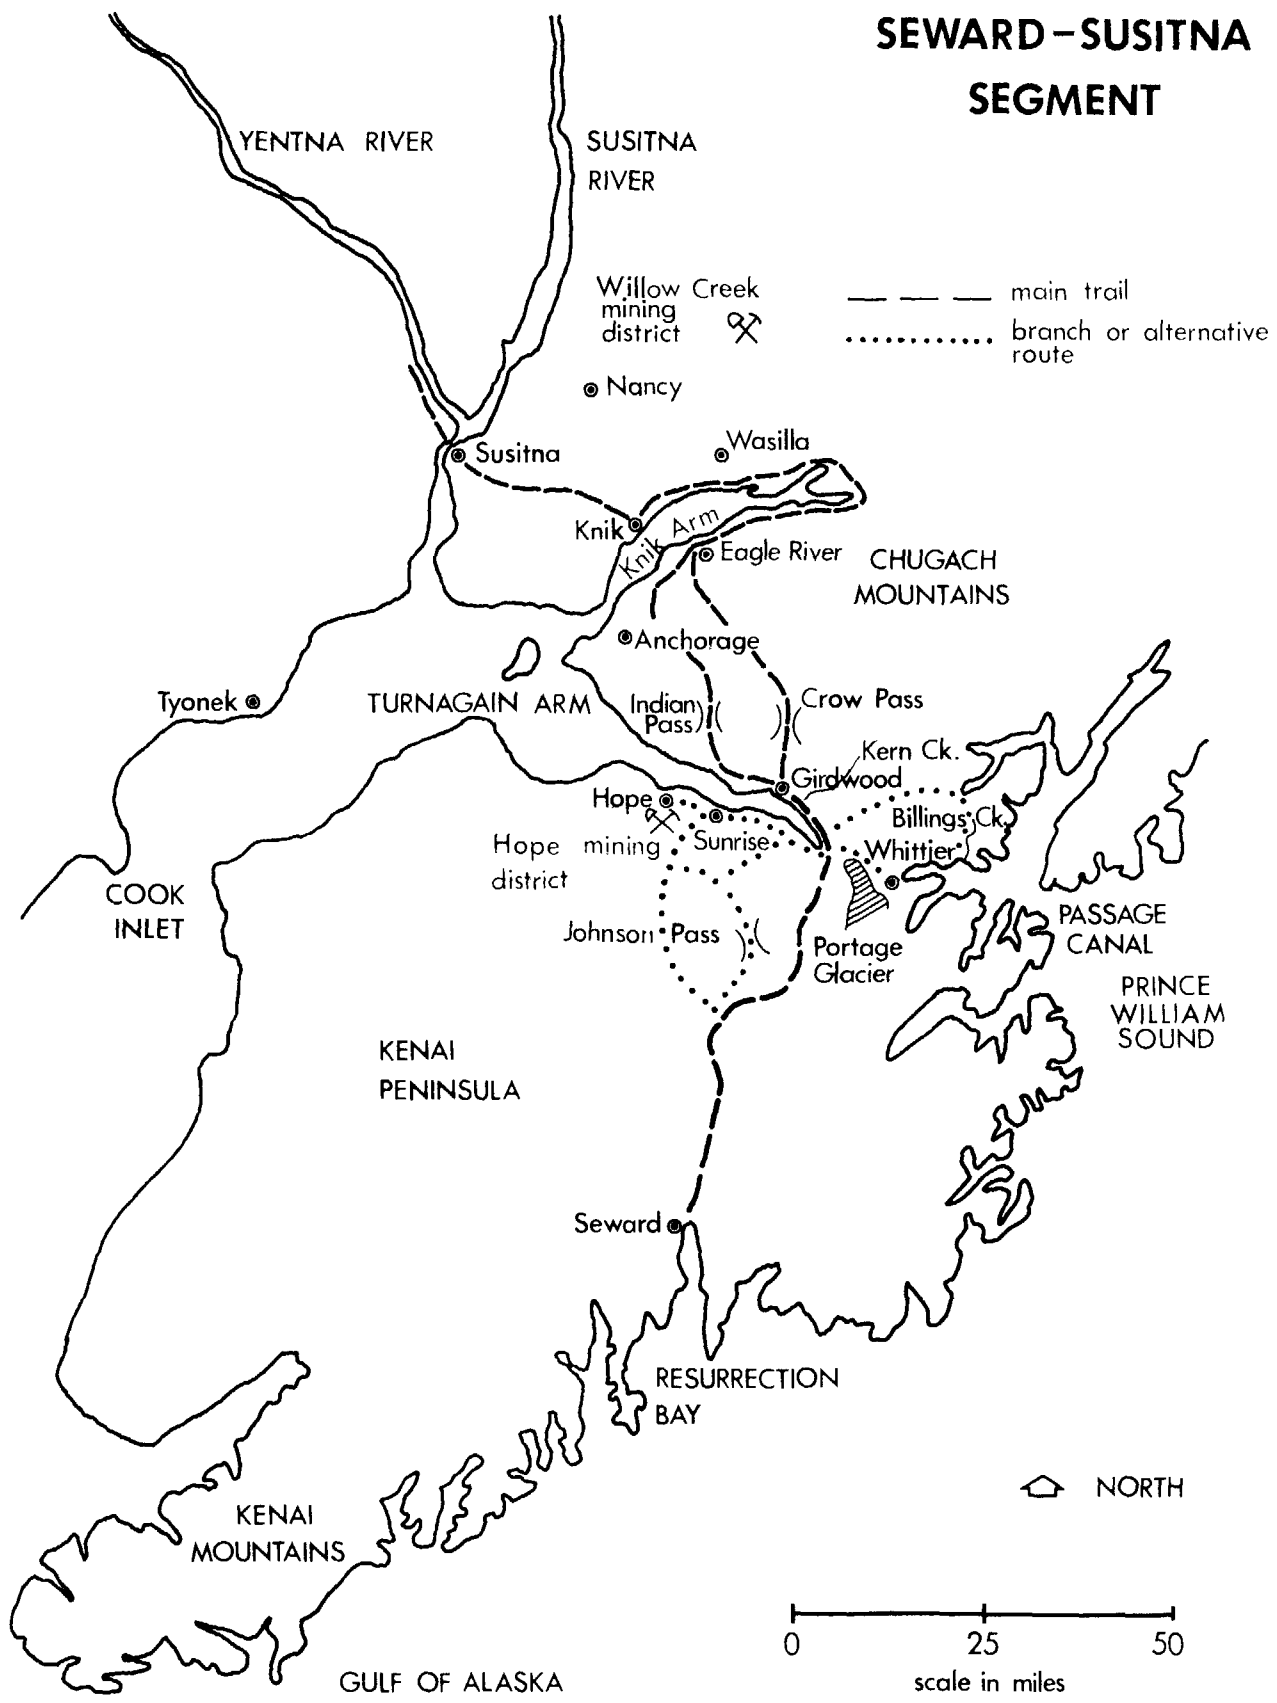 SEWARD–SUSITNA
SEGMENT
YENTNA RIVER
SUSITNA
RIVER
Willow Creek
mining
district
main trail
branch or alternative
route
Nancy
Wasilla
Susitna
Knik
Knik Arm
Eagle River
CHUGACH
MOUNTAINS
Anchorage
Tyonek
TURNAGAIN ARM
Indian
Pass
Crow Pass
Kern Ck.
Girdwood
Hope
Billings Ck.
Sunrise
Whittier
Hope mining
district
COOK
INLET
Johnson Pass
Portage
Glacier
PASSAGE
CANAL
PRINCE
WILLIAM
SOUND
KENAI
PENINSULA
Seward
RESURRECTION
BAY
NORTH
KENAI
MOUNTAINS
0 25 50
scale in miles
GULF OF ALASKA